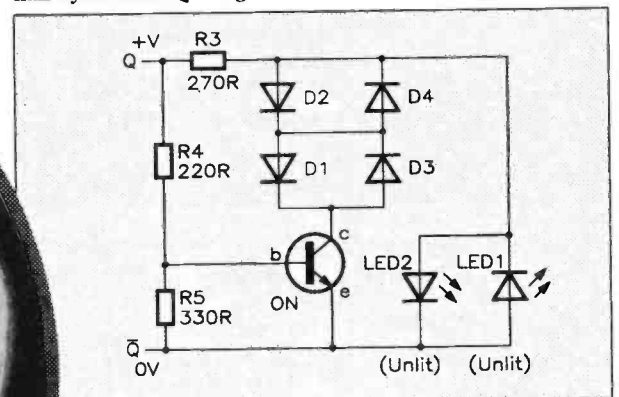 +V
Q
R3
270R
D2
D4
R4
220R
D1
D3
c
b
LED2
LED1
ON
e
R5
330R
Q̅
0V
(Unlit)
(Unlit)